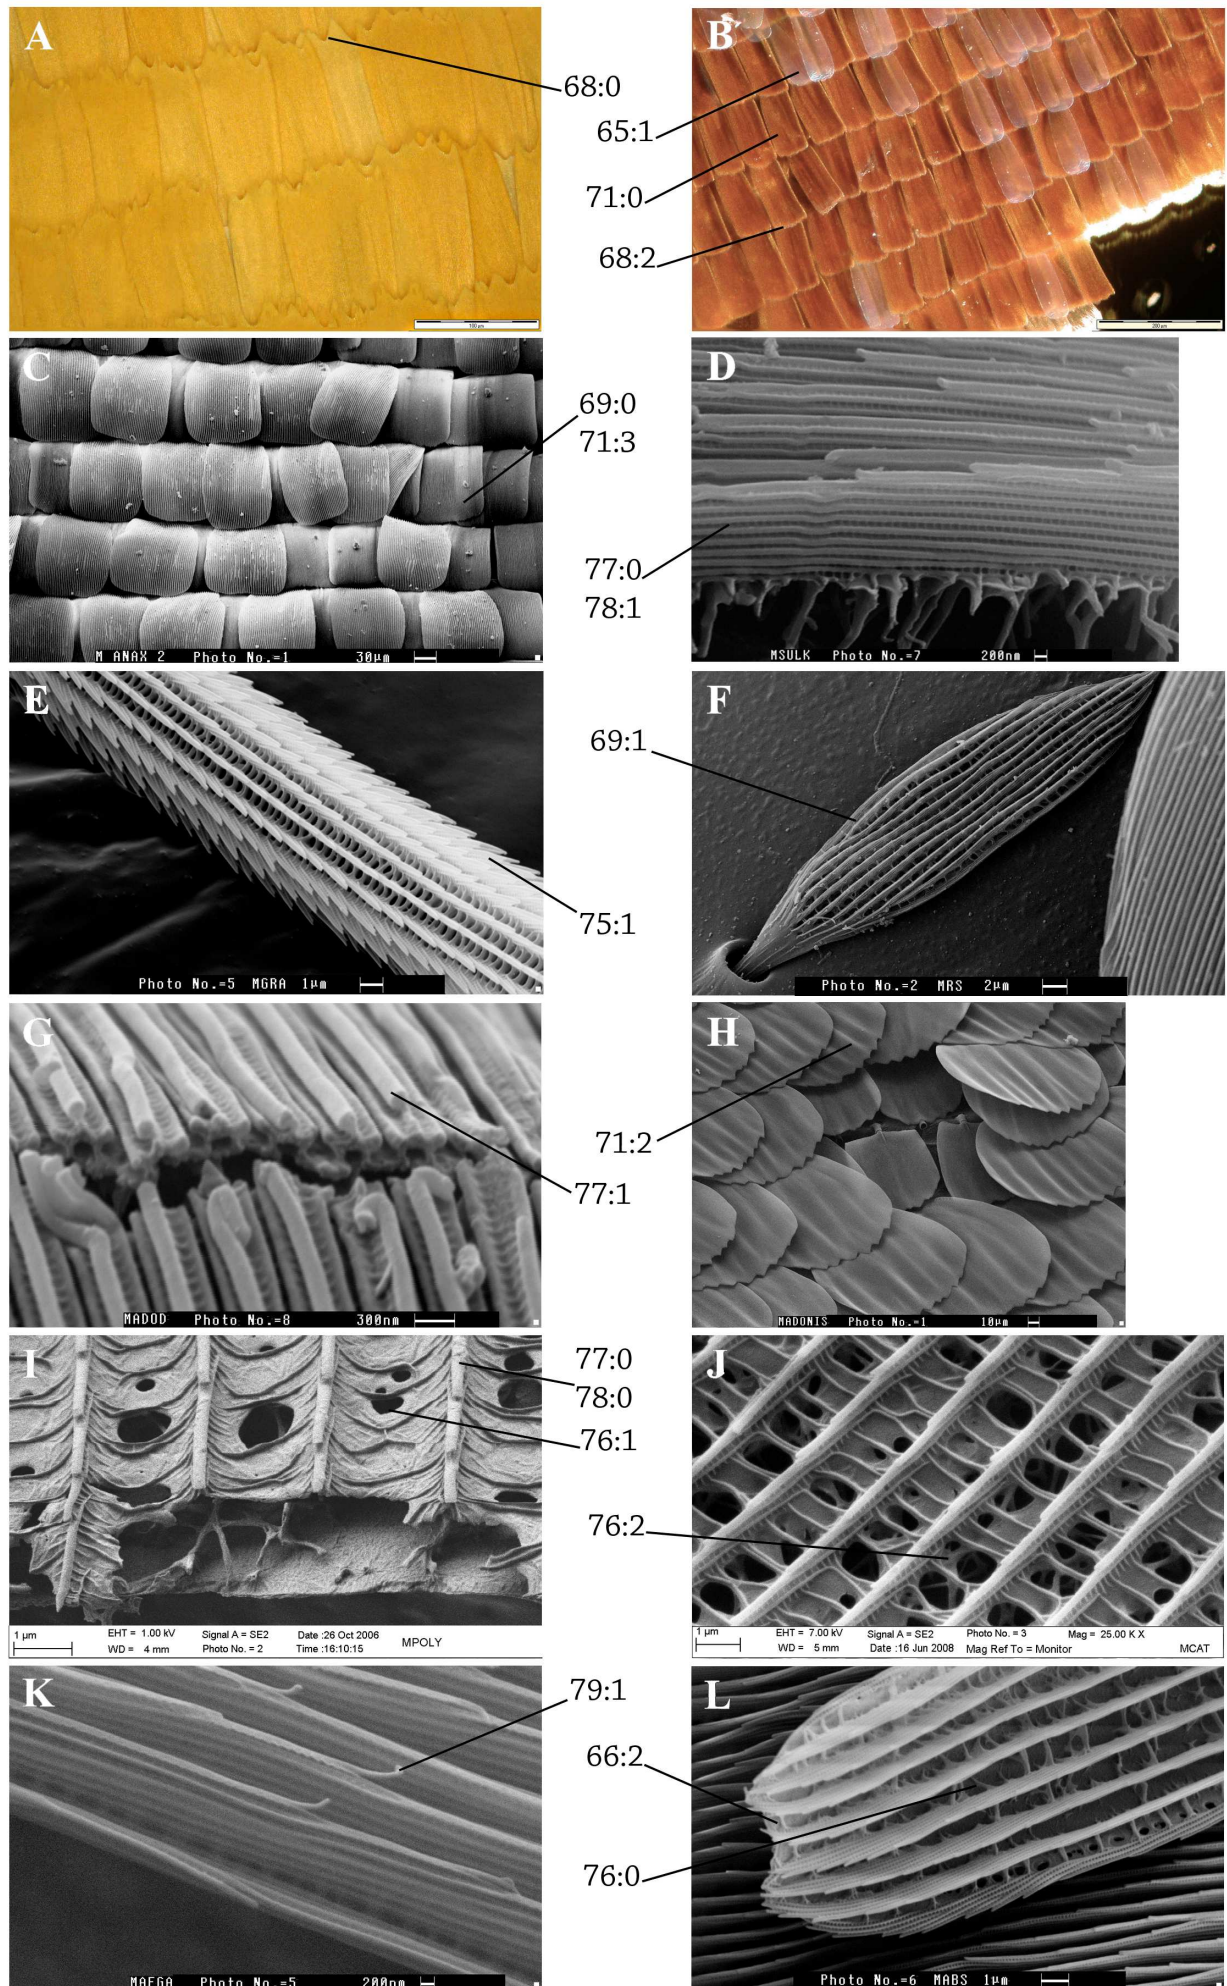 A
B
68:0
65:1
71:0
68:2
100 µm
200 µm
C
D
69:0
71:3
77:0
78:1
M ANAX 2 Photo No.=1 30µm
MSULK Photo No.=7 200nm
E
F
69:1
75:1
Photo No.=5 MGRA 1µm
Photo No.=2 MRS 2µm
G
H
71:2
77:1
MADOD Photo No.=8 300nm
MADONIS Photo No.=1 10µm
I
J
77:0
78:0
76:1
76:2
1 µm EHT = 1.00 kV Signal A = SE2 Date :26 Oct 2006 MPOLY
WD = 4 mm Photo No. = 2 Time :16:10:15
1 µm EHT = 7.00 kV Signal A = SE2 Photo No. = 3 Mag = 25.00 K X
WD = 5 mm Date :16 Jun 2008 Mag Ref To = Monitor MCAT
K
L
79:1
66:2
76:0
MAEGA Photo No.=5 200nm
Photo No.=6 MABS 1µm